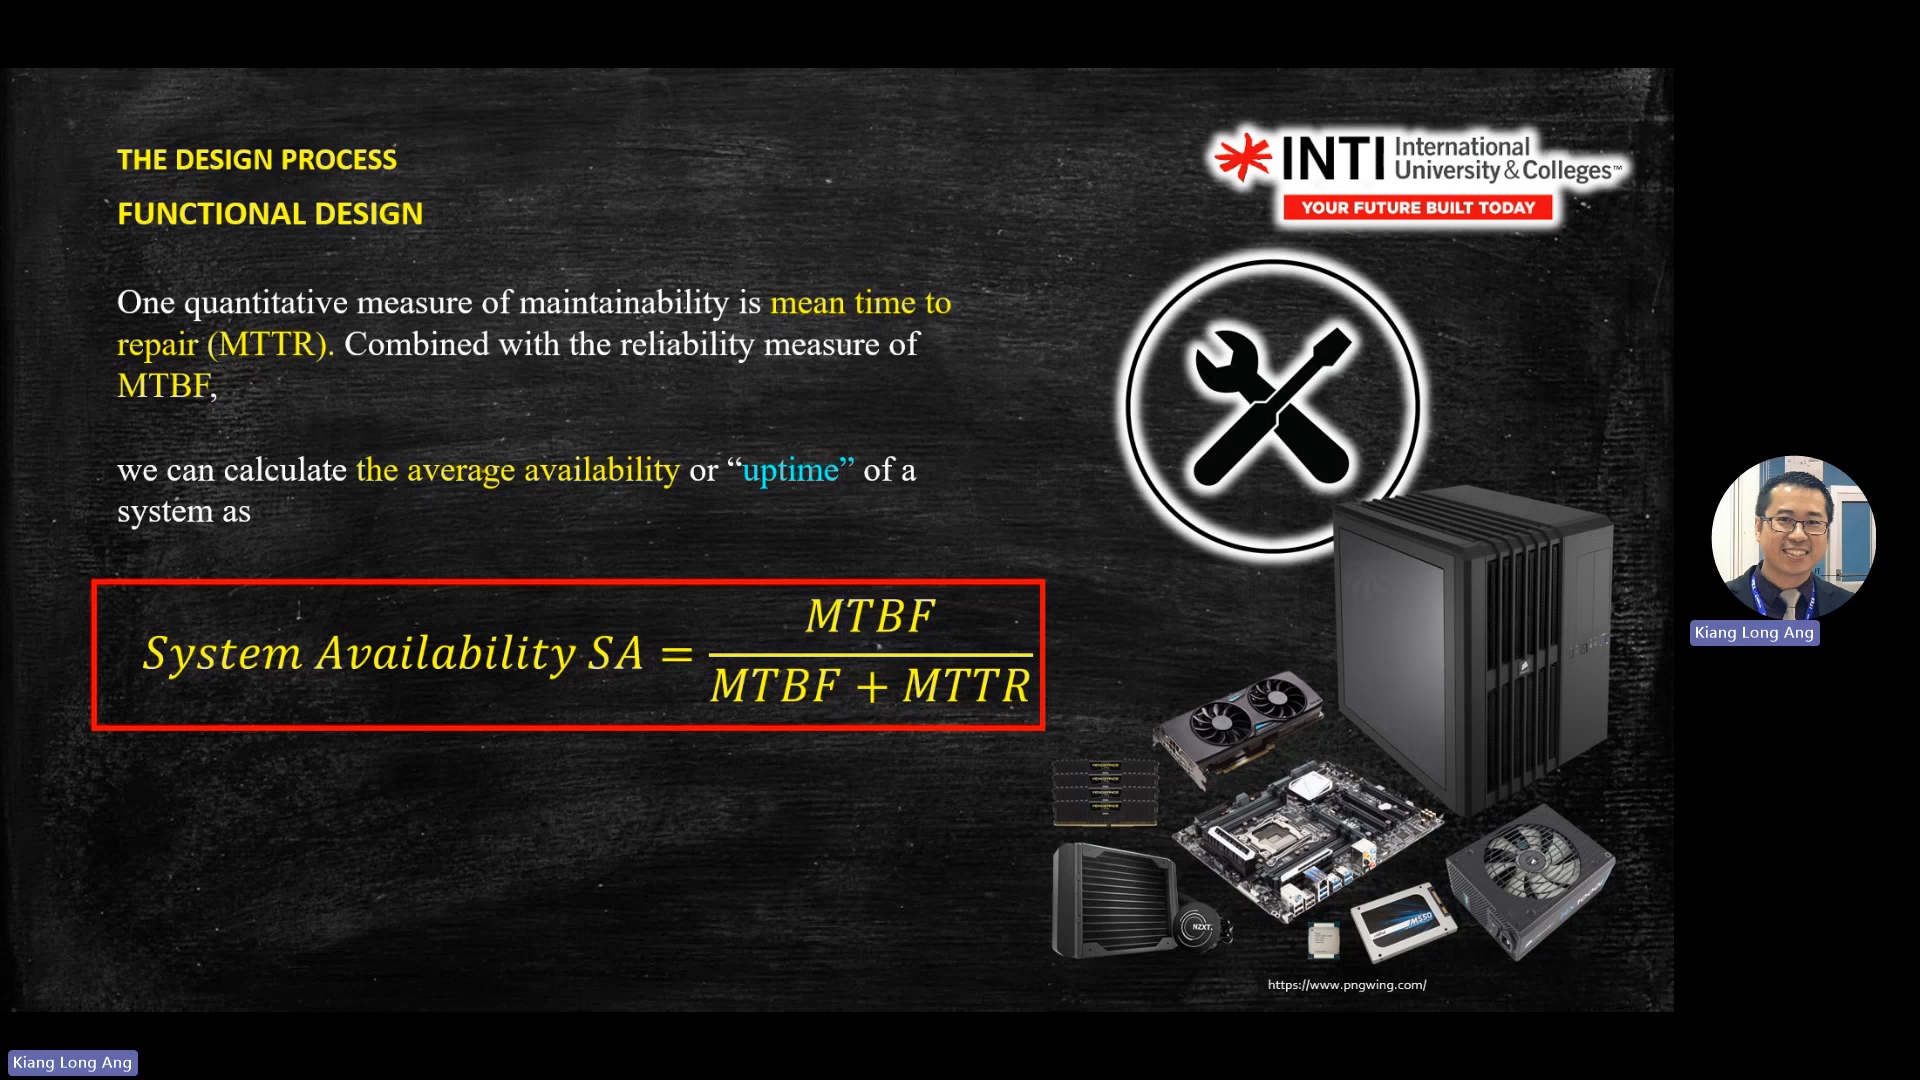 THE DESIGN PROCESS
FUNCTIONAL DESIGN
One quantitative measure of maintainability is mean time to
repair (MTTR). Combined with the reliability measure of
MTBF,
we can calculate the average availability or “uptime” of a
system as
System Availability SA = MTBF / MTBF + MTTR
INTI International
University & Colleges™
YOUR FUTURE BUILT TODAY
NZXT.
M550
https://www.pngwing.com/
Kiang Long Ang
Kiang Long Ang